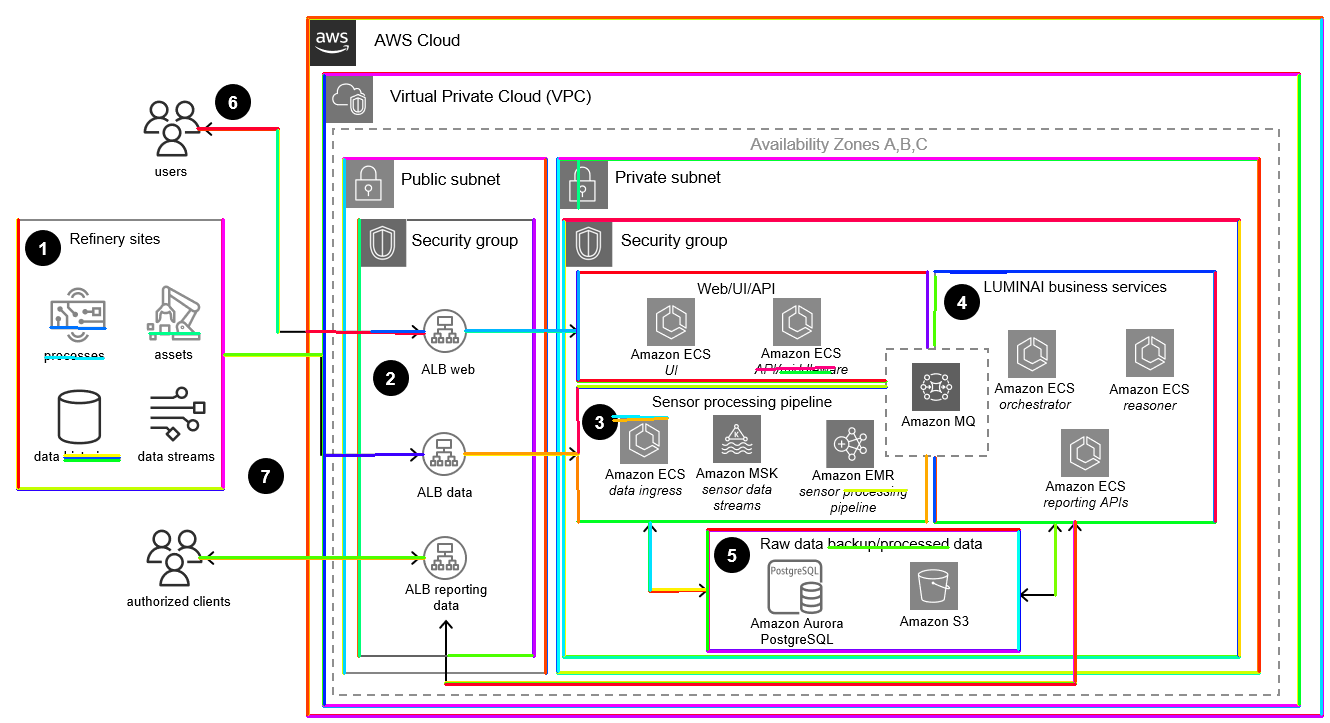 aws
AWS Cloud
Virtual Private Cloud (VPC)
Availability Zones A,B,C
6
users
Public subnet
Private subnet
1
Refinery sites
processes
assets
data
data streams
Security group
Security group
2
ALB web
ALB data
ALB reporting
data
7
authorized clients
Web/UI/API
Amazon ECS
UI
Amazon ECS
API/middleware
4
LUMINAI business services
Amazon ECS
orchestrator
Amazon ECS
reasoner
Amazon ECS
reporting APIs
Amazon MQ
3
Sensor processing pipeline
Amazon ECS
data ingress
Amazon MSK
sensor data
streams
Amazon EMR
sensor processing
pipeline
5
Raw data backup/processed data
PostgreSQL
Amazon Aurora
PostgreSQL
Amazon S3